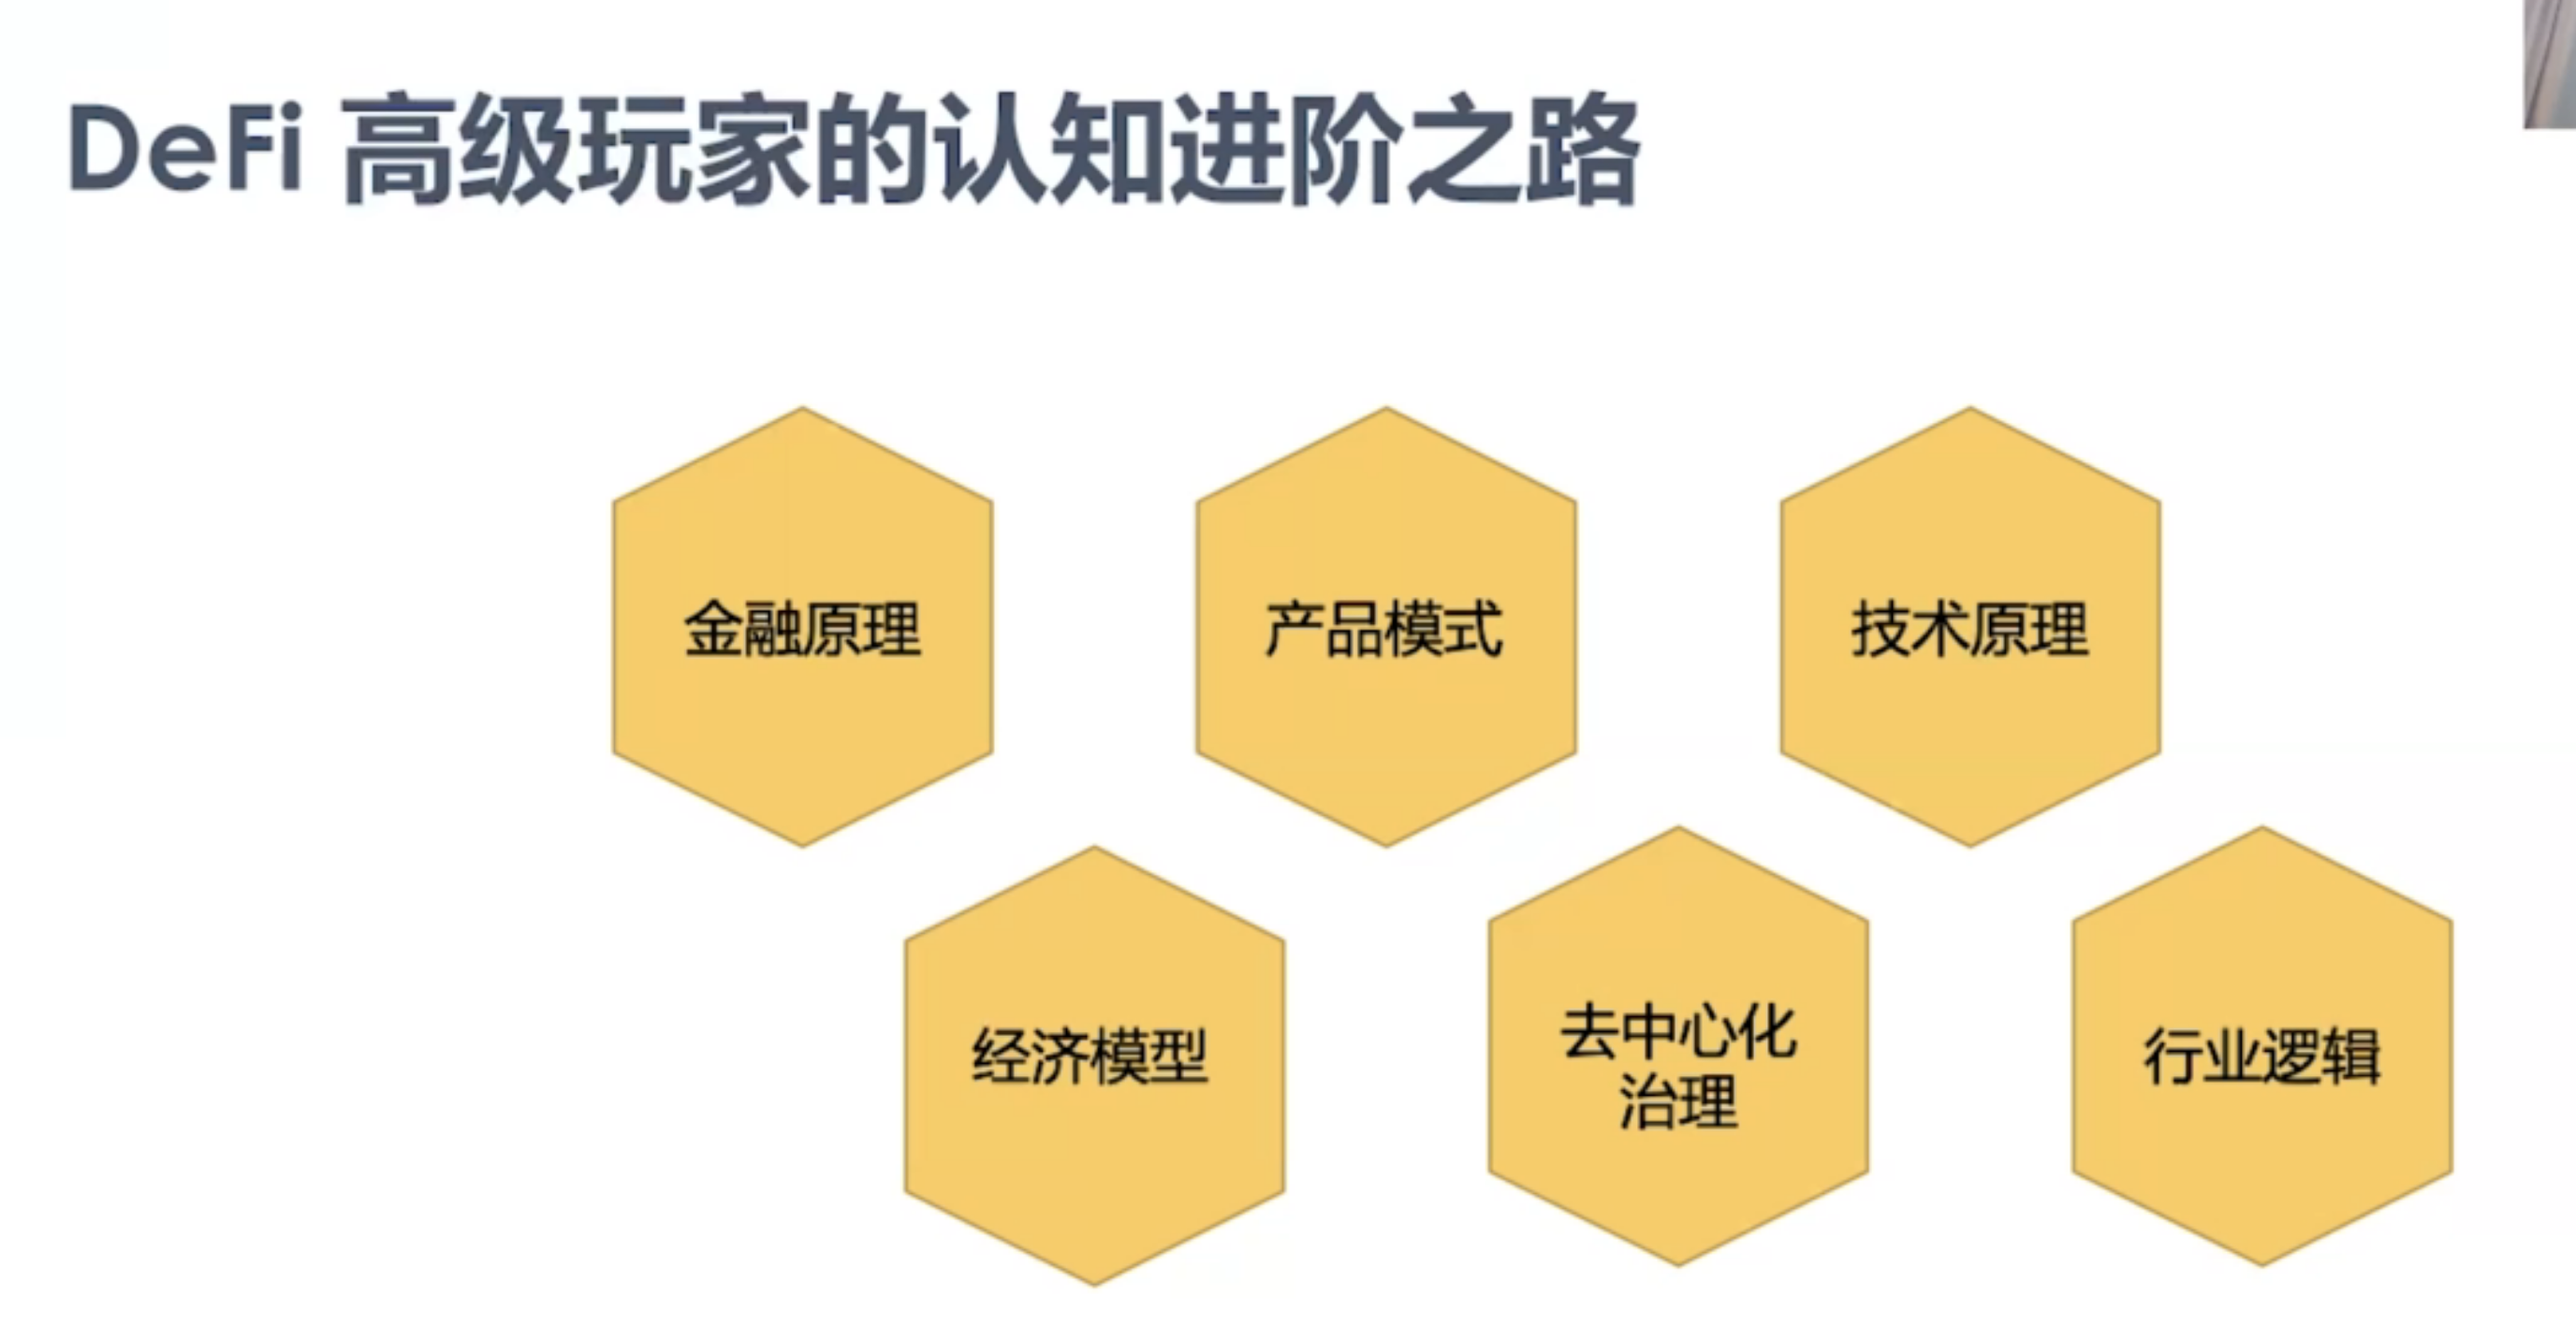 DeFi 高级玩家的认知进阶之路
金融原理
产品模式
技术原理
经济模型
去中心化
治理
行业逻辑